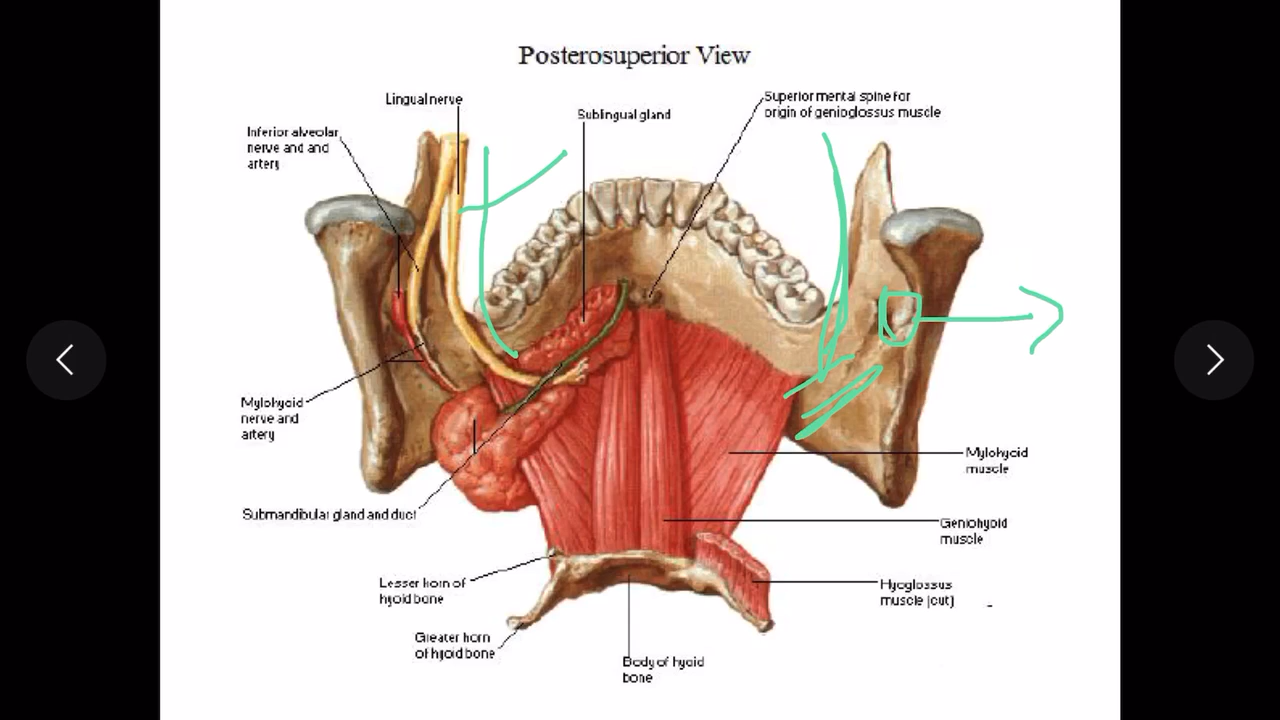 Posterosuperior View
Lingual nerve
Superior mental spine for
origin of genioglossus muscle
Sublingual gland
Inferior alveolar
nerve and and
artery
Mylohyoid
nerve and
artery
Mylohyoid
muscle
Submandibular gland and duct
Geniohyoid
muscle
Lesser horn of
hyoid bone
Hyoglossus
muscle (cut)
Greater horn
of hyoid bone
Body of hyoid
bone